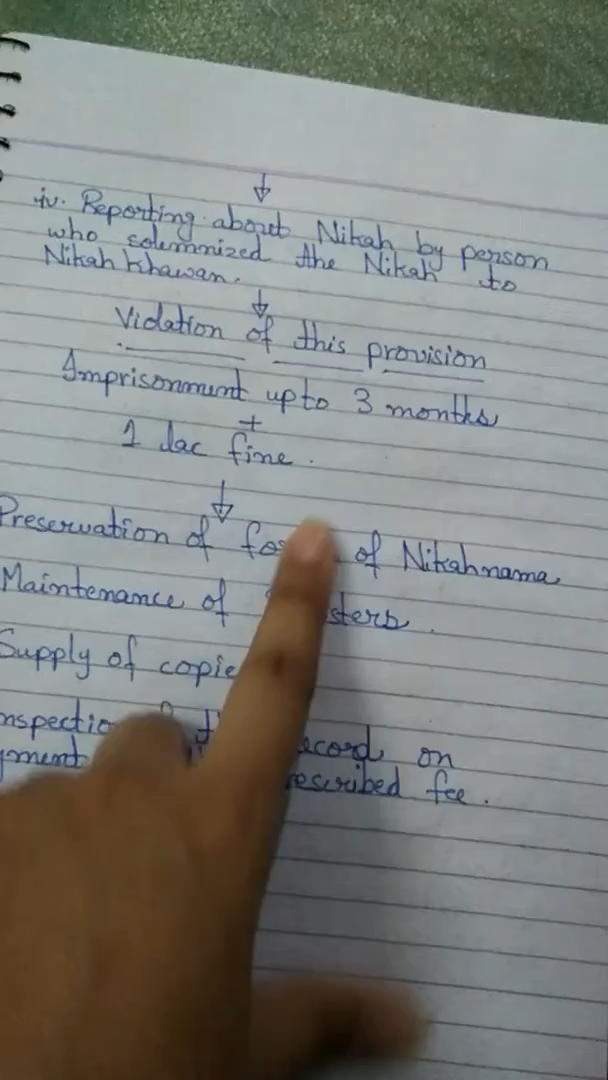 iv. Reporting about Nikah by person
who solemnized the Nikah to
Nikah khawan.
Violation of this provision
Imprisonment upto 3 months
+
1 lac fine.
Preservation of of Nikahnama
Maintenance of
Supply of
on
fee.